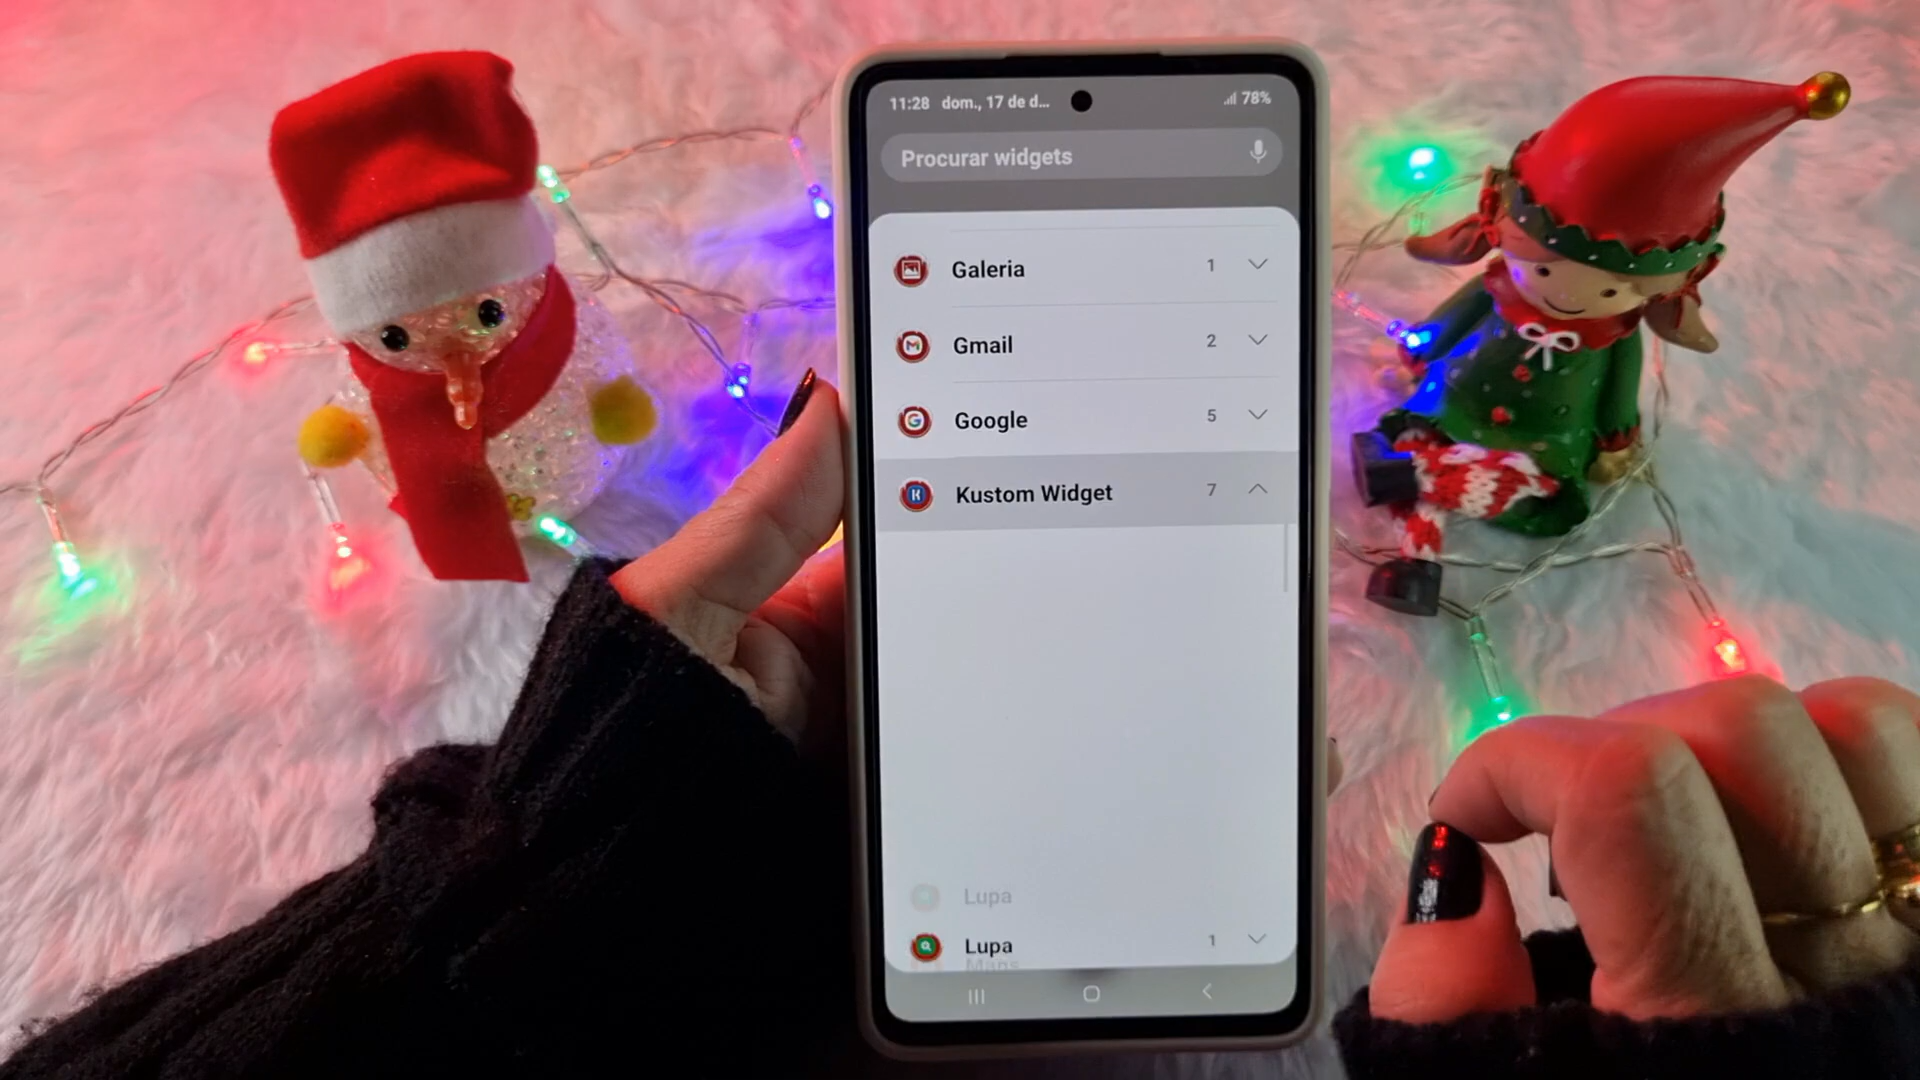 11:28 dom., 17 de d... 78%
Procurar widgets
Galeria 1
Gmail 2
Google 5
Kustom Widget 7
Lupa
Lupa 1
Maps